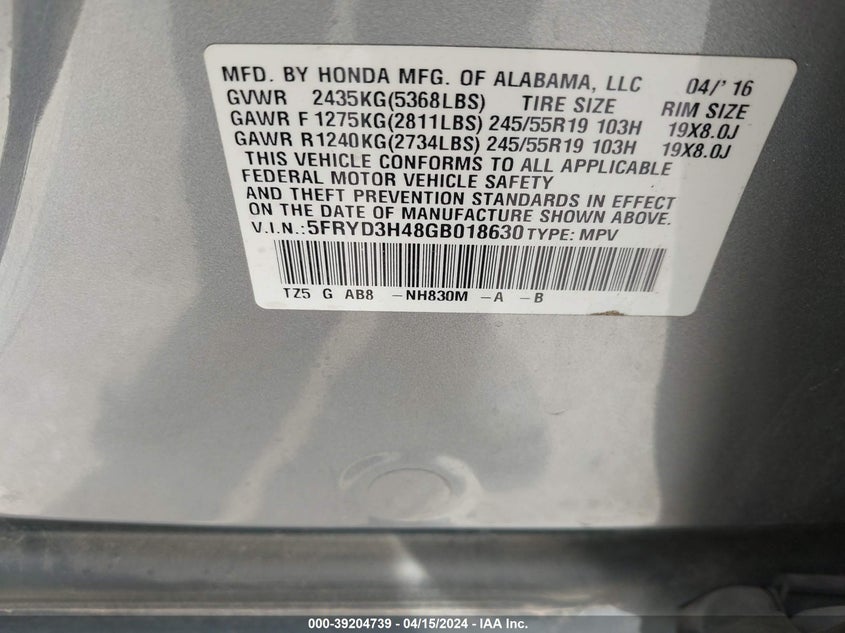 MFD. BY HONDA MFG. OF ALABAMA, LLC 04/'16
GVWR 2435KG(5368LBS) TIRE SIZE RIM SIZE
GAWR F 1275KG(2811LBS) 245/55R19 103H 19X8.0J
GAWR R1240KG(2734LBS) 245/55R19 103H 19X8.0J
THIS VEHICLE CONFORMS TO ALL APPLICABLE
FEDERAL MOTOR VEHICLE SAFETY
AND THEFT PREVENTION STANDARDS IN EFFECT
ON THE DATE OF MANUFACTURE SHOWN ABOVE.
V.I.N.:5FRYD3H48GB018630 TYPE: MPV
TZ5 G AB8 -NH830M -A -B
000-39204739 - 04/15/2024 - IAA Inc.